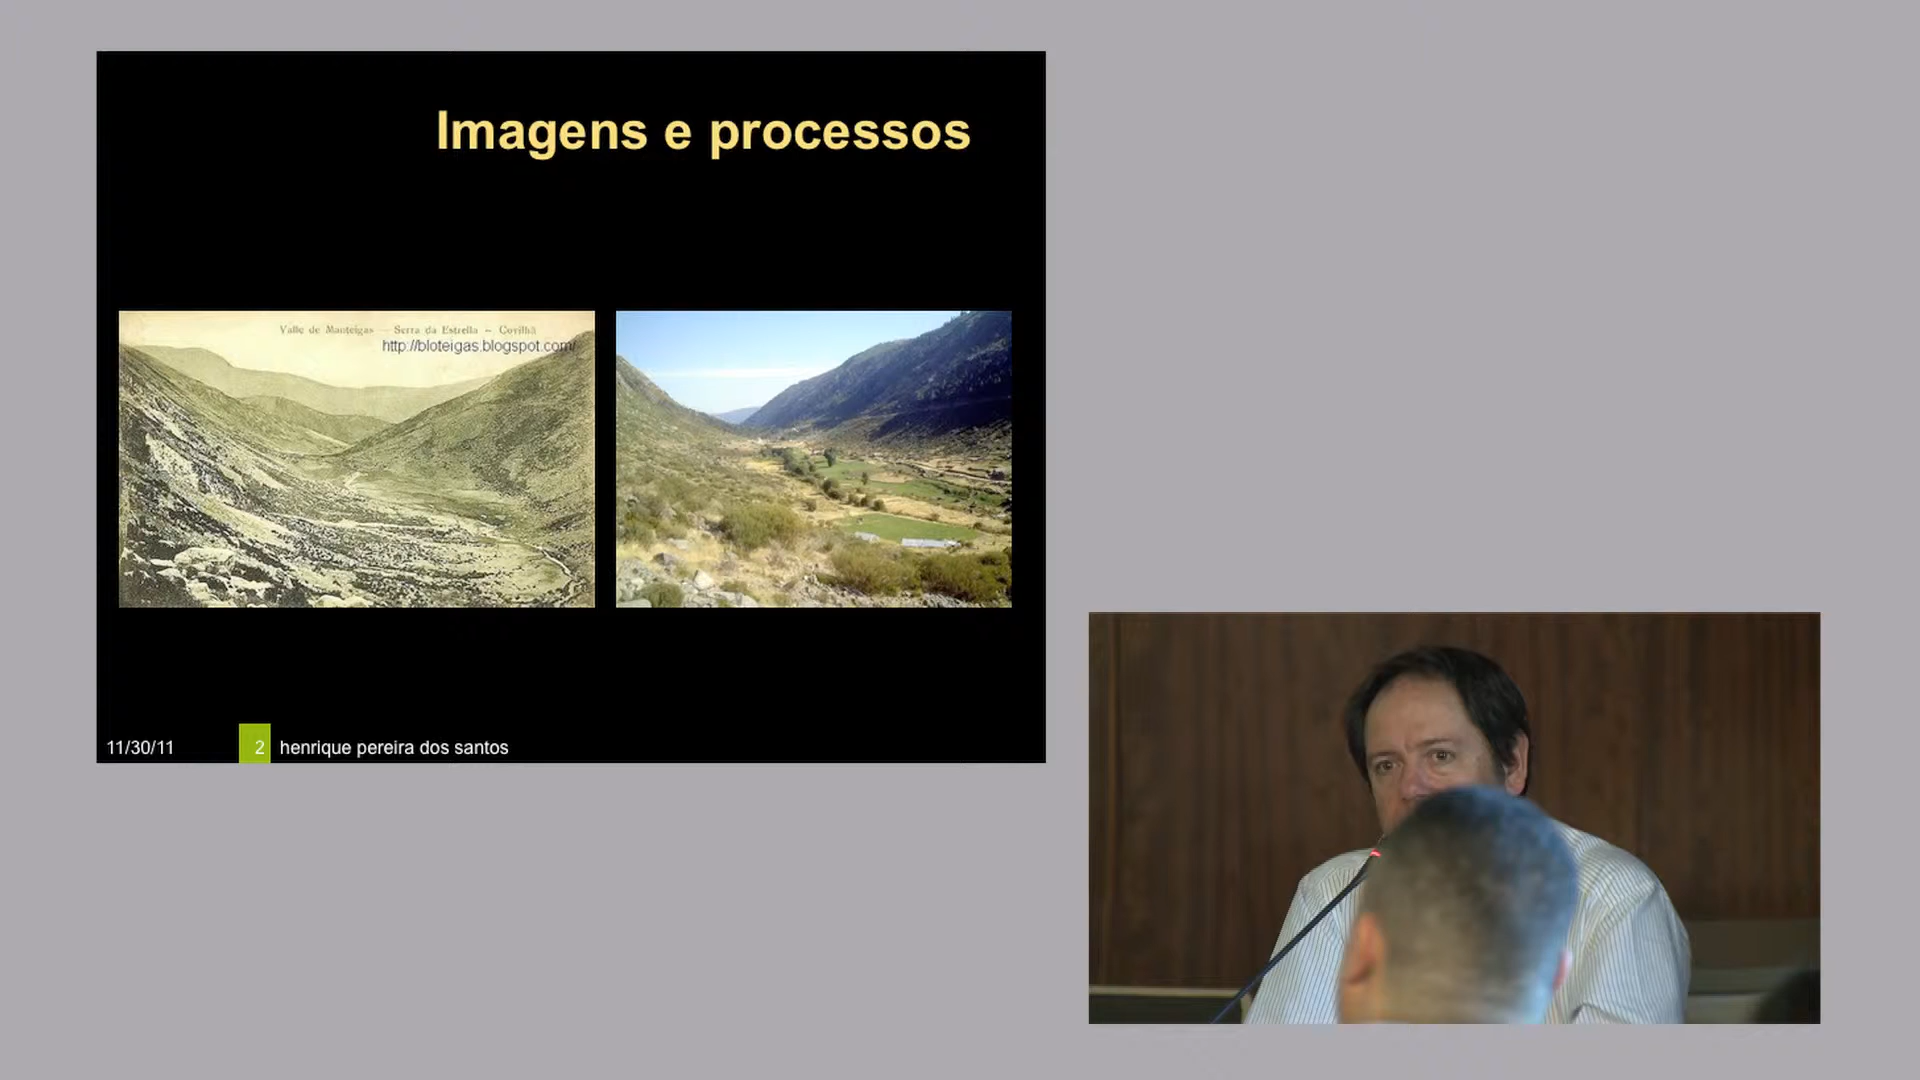 Imagens e processos
Valle de Manteigas — Serra da Estrella — Covilhã
http://bloteigas.blogspot.com/
11/30/11
2
henrique pereira dos santos